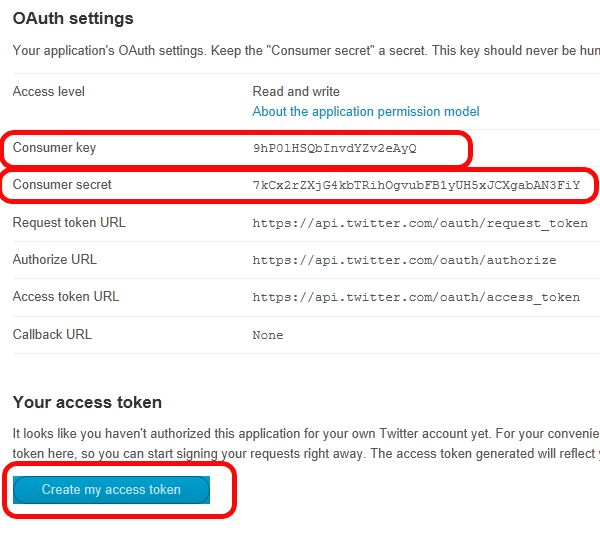 OAuth settings
Your application's OAuth settings. Keep the "Consumer secret" a secret. This key should never be hun
Access level Read and write
About the application permission model
Consumer key 9hP0lHSQbInvdYZv2eAyQ
Consumer secret 7kCx2rZXjG4kbTRihOgvubFB1yUH5xJCXgabAN3FiY
Request token URL https://api.twitter.com/oauth/request_token
Authorize URL https://api.twitter.com/oauth/authorize
Access token URL https://api.twitter.com/oauth/access_token
Callback URL None
Your access token
It looks like you haven't authorized this application for your own Twitter account yet. For your convenie
token here, so you can start signing your requests right away. The access token generated will reflect y
Create my access token